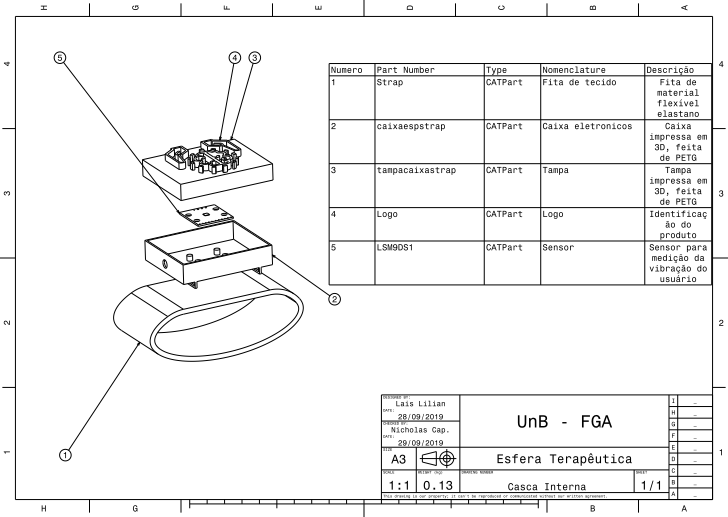 H G F E D C B A
4 4
3 3
2 2
1 1
5 4 3
2
1
Numero Part Number Type Nomenclature Descrição
1 Strap CATPart Fita de tecido Fita de
material
flexível
elastano
2 caixaespstrap CATPart Caixa eletronicos Caixa
impressa em
3D, feita
de PETG
3 tampacaixastrap CATPart Tampa Tampa
impressa em
3D, feita
de PETG
4 Logo CATPart Logo Identificaç
ão do
produto
5 LSM9DS1 CATPart Sensor Sensor para
medição da
vibração do
usuário
DESIGNED BY:
Lais Lilian
DATE:
28/09/2019
CHECKED BY:
Nicholas Cap.
DATE:
29/09/2019
UnB - FGA
SIZE
A3
Esfera Terapêutica
SCALE
1:1
WEIGHT (kg)
0.13
DRAWING NUMBER
Casca Interna
SHEET
1/1
This drawing is our property; it can't be reproduced or communicated without our written agreement.
I _
H _
G _
F _
E _
D _
C _
B _
A _
H G B A